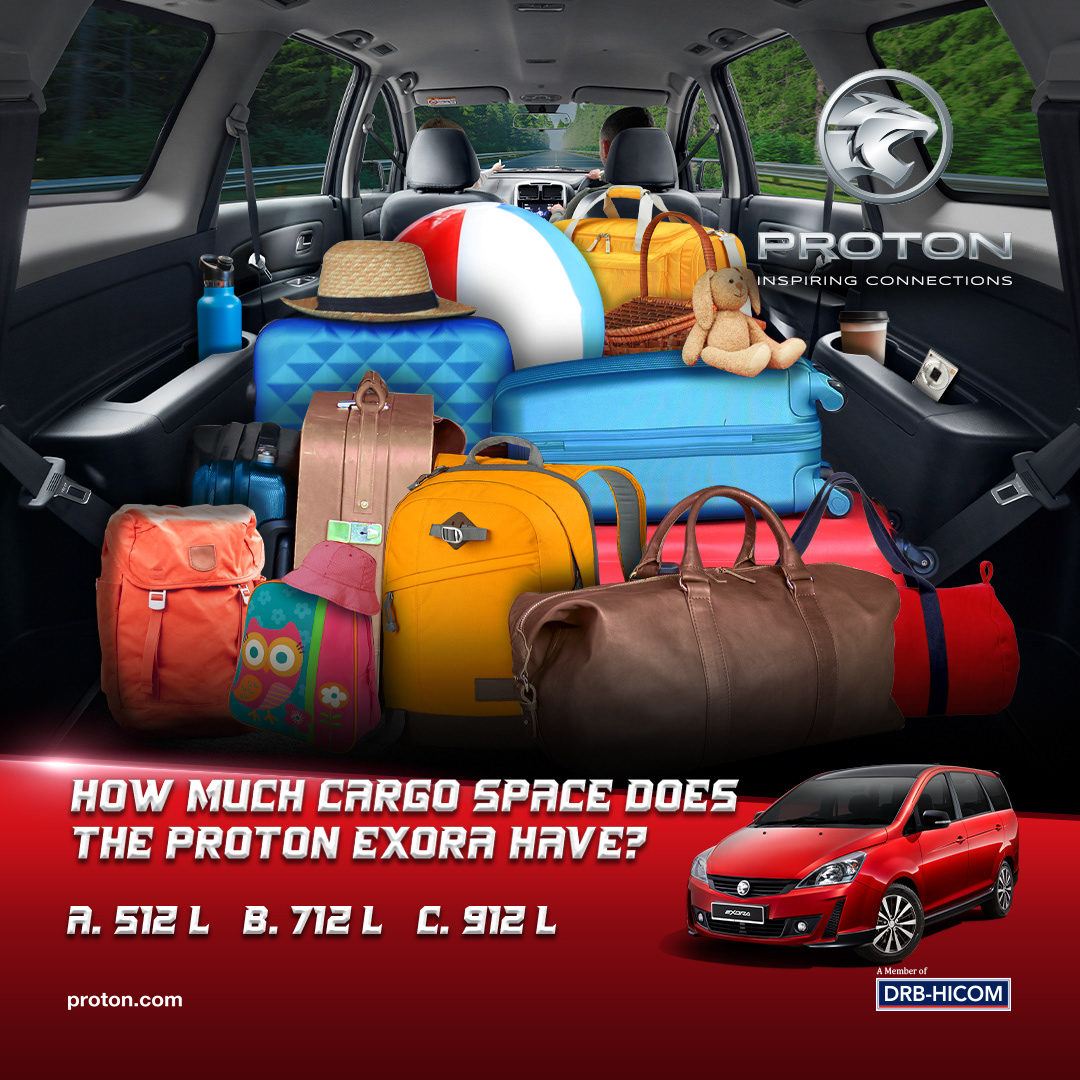 PROTON
INSPIRING CONNECTIONS
HOW MUCH CARGO SPACE DOES
THE PROTON EXORA HAVE?
A. 512 L B. 712 L C. 912 L
EXORA
proton.com
A Member of
DRB-HICOM